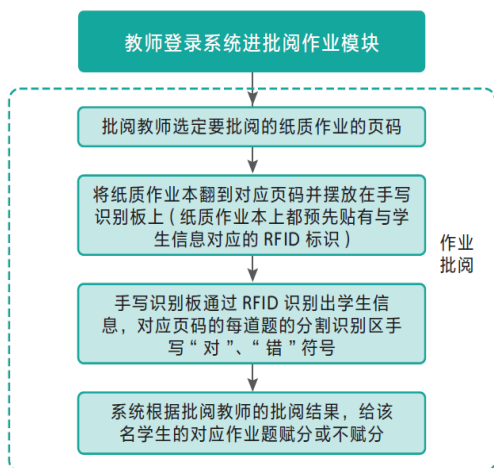 教师登录系统进批阅作业模块
批阅教师选定要批阅的纸质作业的页码
将纸质作业本翻到对应页码并摆放在手写
识别板上（纸质作业本上都预先贴有与学
生信息对应的 RFID 标识）
手写识别板通过 RFID 识别出学生信
息，对应页码的每道题的分割识别区手
写“对”、“错”符号
系统根据批阅教师的批阅结果，给该
名学生的对应作业题赋分或不赋分
作业
批阅